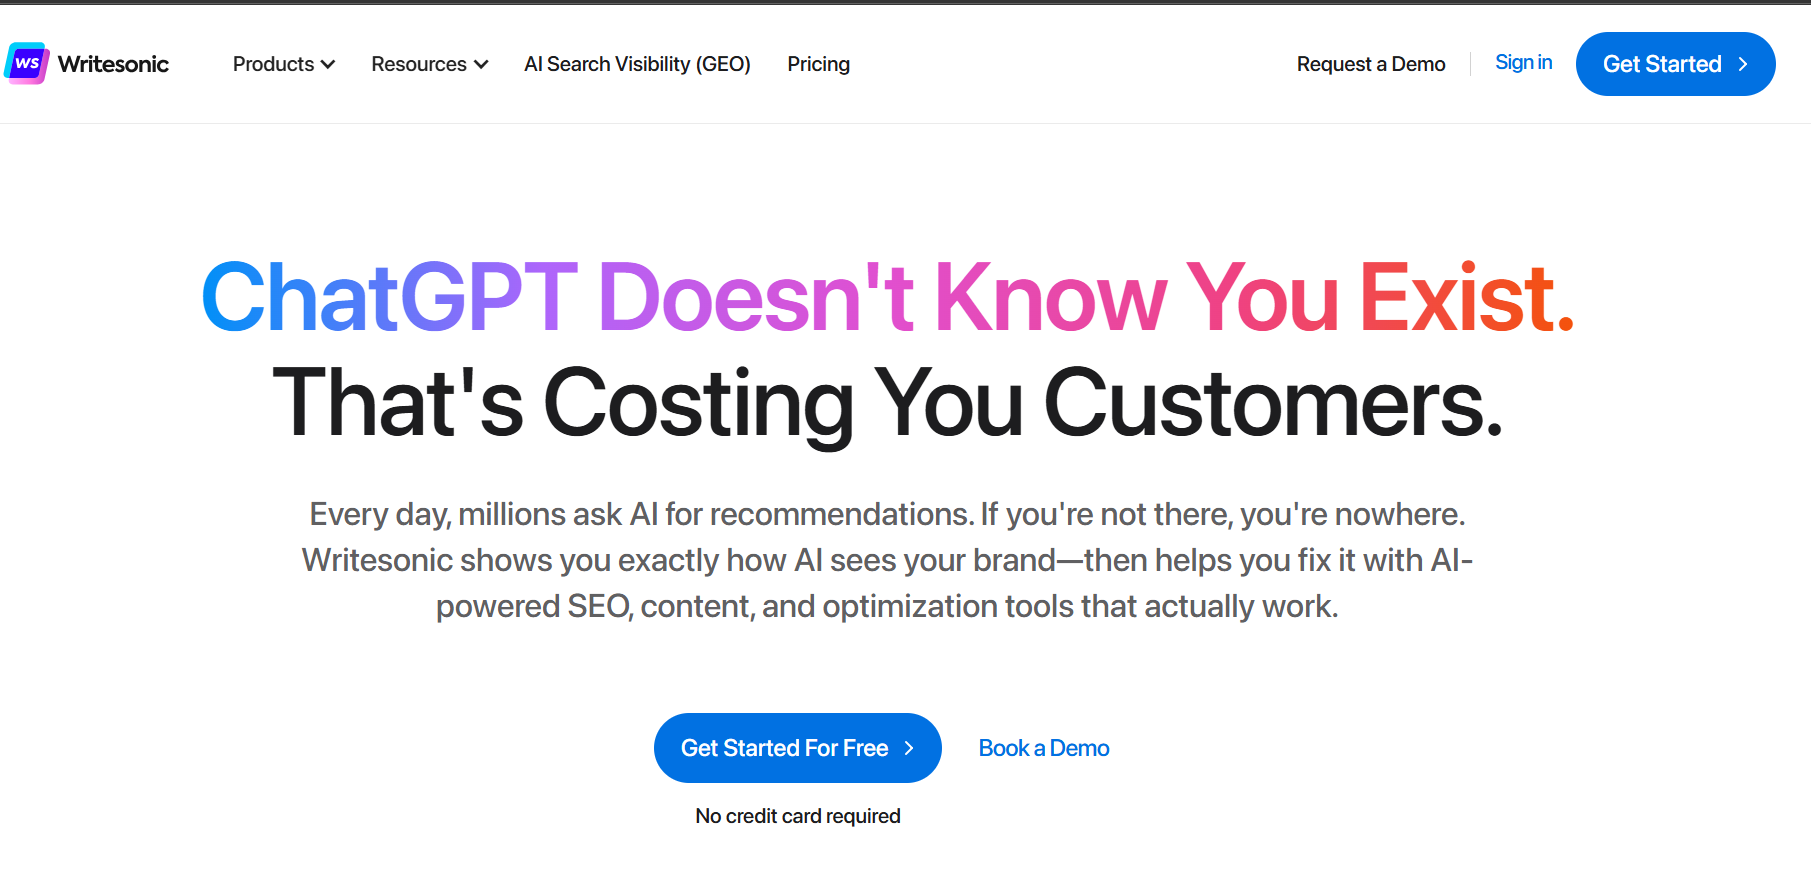 WS Writesonic Products Resources AI Search Visibility (GEO) Pricing Request a Demo Sign in Get Started
ChatGPT Doesn't Know You Exist.
That's Costing You Customers.
Every day, millions ask AI for recommendations. If you're not there, you're nowhere.
Writesonic shows you exactly how AI sees your brand—then helps you fix it with AI-
powered SEO, content, and optimization tools that actually work.
Get Started For Free Book a Demo
No credit card required